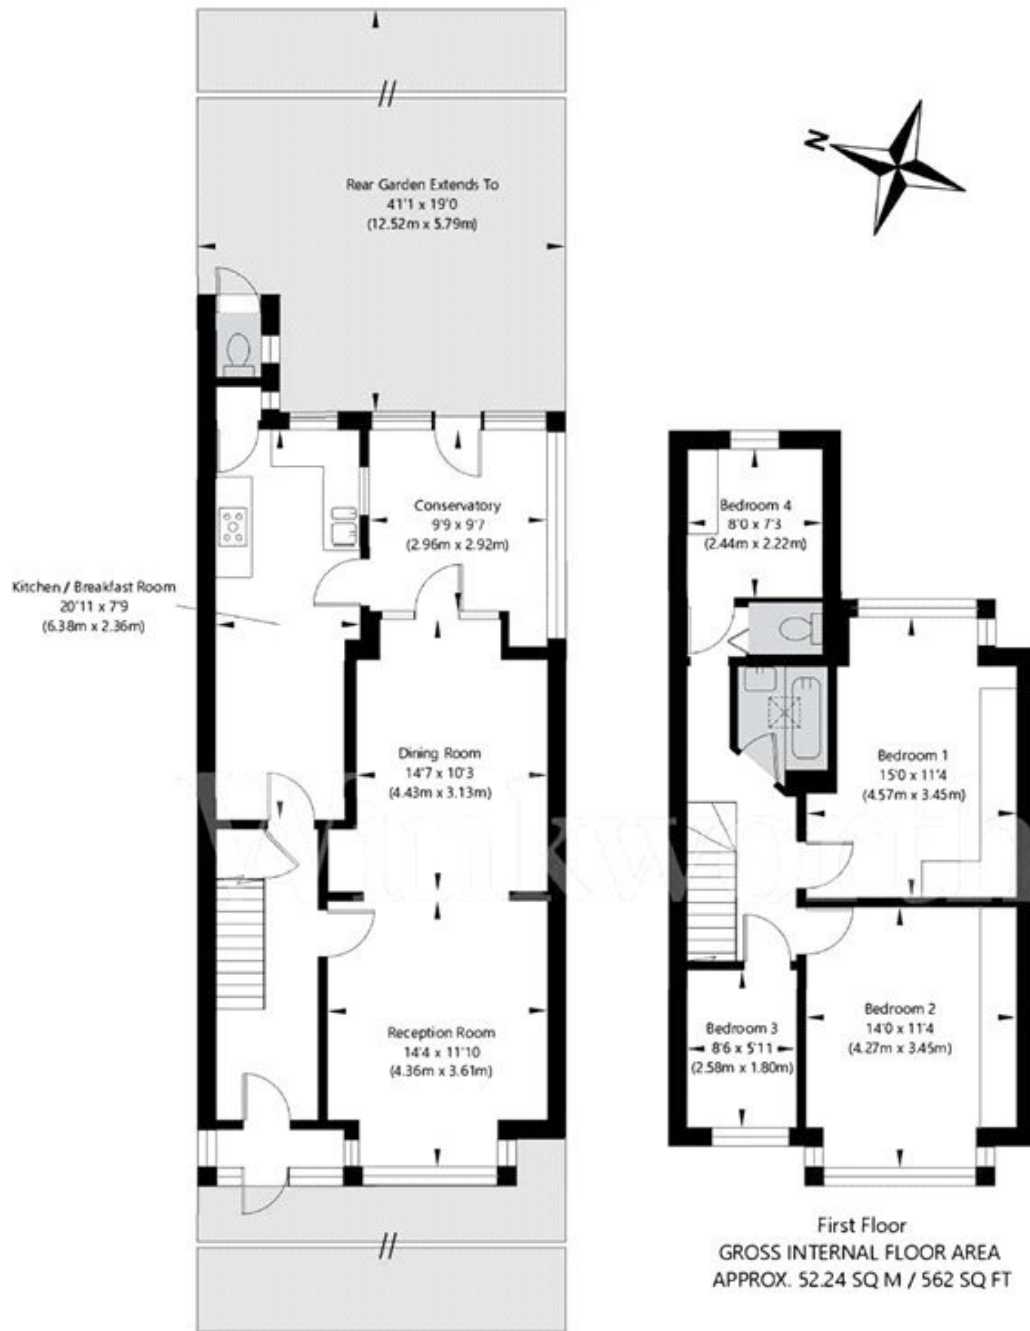 N
Rear Garden Extends To
41'1 x 19'0
(12.52m x 5.79m)
Conservatory
9'9 x 9'7
(2.96m x 2.92m)
Kitchen / Breakfast Room
20'11 x 7'9
(6.38m x 2.36m)
Dining Room
14'7 x 10'3
(4.43m x 3.13m)
Reception Room
14'4 x 11'10
(4.36m x 3.61m)
Bedroom 4
8'0 x 7'3
(2.44m x 2.22m)
Bedroom 1
15'0 x 11'4
(4.57m x 3.45m)
Bedroom 2
14'0 x 11'4
(4.27m x 3.45m)
Bedroom 3
8'6 x 5'11
(2.58m x 1.80m)
Winkworth
First Floor
GROSS INTERNAL FLOOR AREA
APPROX. 52.24 SQ M / 562 SQ FT